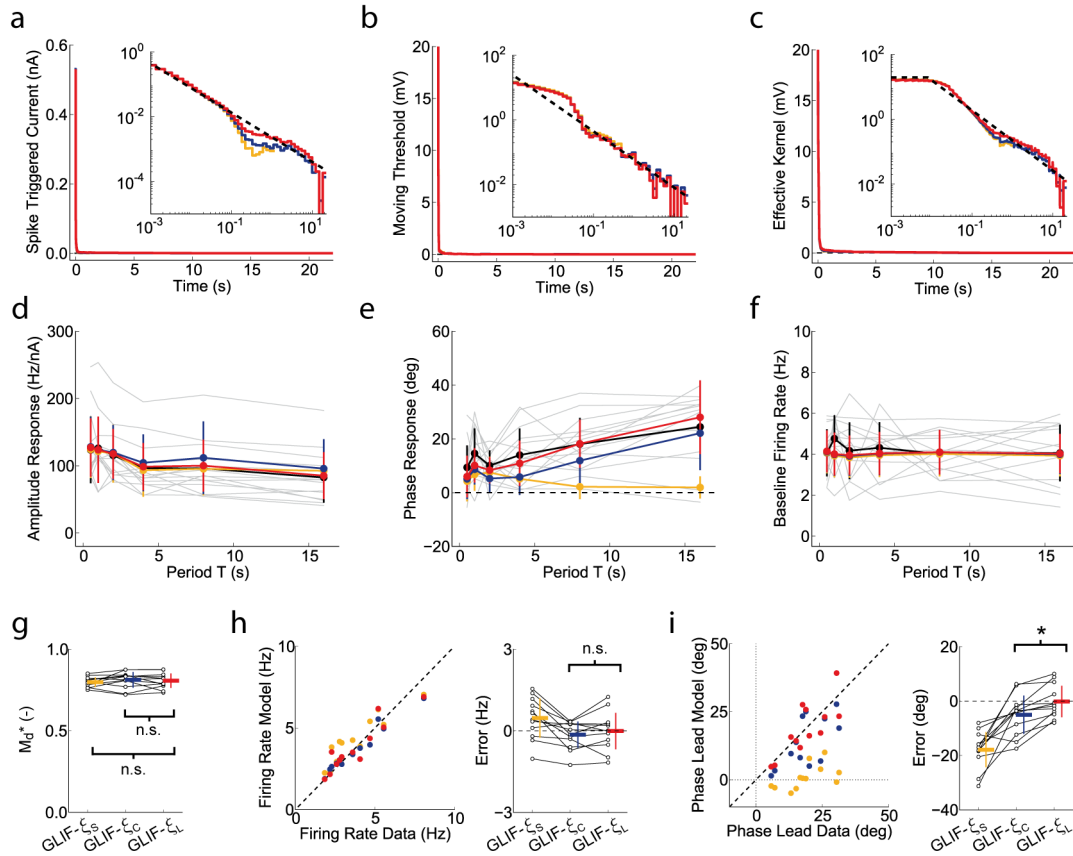 a
Spike Triggered Current (nA)
0.6
0.4
0.2
0.0
0 5 10 15 20
Time (s)
10^0
10^-2
10^-4
10^-3 10^-1 10^1
b
Moving Threshold (mV)
20
15
10
5
0
0 5 10 15 20
Time (s)
10^2
10^0
10^-2
10^-3 10^-1 10^1
c
Effective Kernel (mV)
20
15
10
5
0
0 5 10 15 20
Time (s)
10^2
10^0
10^-2
10^-3 10^-1 10^1
d
Amplitude Response (Hz/nA)
300
200
100
0
0 5 10 15
Period T (s)
e
Phase Response (deg)
60
40
20
0
−20
0 5 10 15
Period T (s)
f
Baseline Firing Rate (Hz)
10
8
6
4
2
0
0 5 10 15
Period T (s)
g
M_d* (-)
1.0
0.5
0.0
n.s.
n.s.
GLIF-ξ_S GLIF-ξ_C GLIF-ξ_L
h
Firing Rate Model (Hz)
10
5
0
0 5 10
Firing Rate Data (Hz)
Error (Hz)
3
0
−3
n.s.
GLIF-ξ_S GLIF-ξ_C GLIF-ξ_L
i
Phase Lead Model (deg)
50
25
0
0 25 50
Phase Lead Data (deg)
Error (deg)
20
0
−20
−40
*
GLIF-ξ_S GLIF-ξ_C GLIF-ξ_L